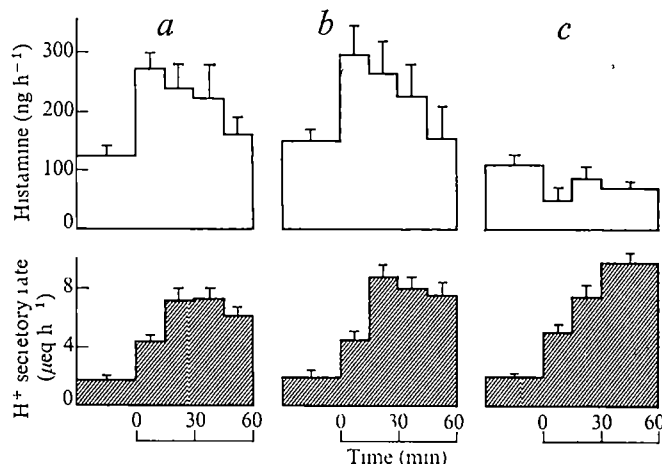 a b c
Histamine (ng h⁻¹)
300
200
100
0
H⁺ secretory rate
(μeq h⁻¹)
8
4
0
0 30 60 0 30 60 0 30 60
Time (min)